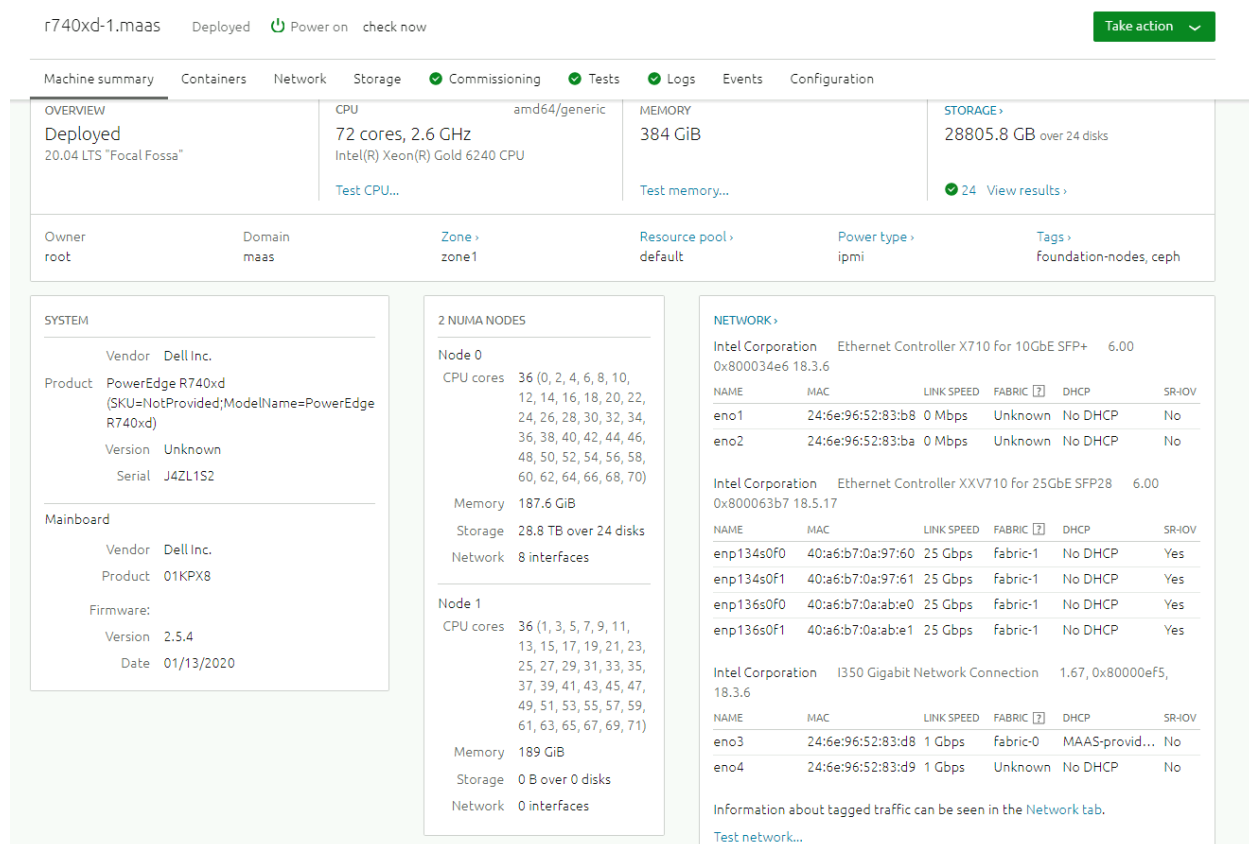 r740xd-1.maas Deployed Power on check now Take action
Machine summary Containers Network Storage Commissioning Tests Logs Events Configuration
OVERVIEW
Deployed
20.04 LTS "Focal Fossa"
CPU amd64/generic
72 cores, 2.6 GHz
Intel(R) Xeon(R) Gold 6240 CPU
Test CPU...
MEMORY
384 GiB
Test memory...
STORAGE ›
28805.8 GB over 24 disks
24 View results ›
Owner
root
Domain
maas
Zone ›
zone1
Resource pool ›
default
Power type ›
ipmi
Tags ›
foundation-nodes, ceph
SYSTEM
Vendor Dell Inc.
Product PowerEdge R740xd
(SKU=NotProvided;ModelName=PowerEdge
R740xd)
Version Unknown
Serial J4ZL1S2
Mainboard
Vendor Dell Inc.
Product 01KPX8
Firmware:
Version 2.5.4
Date 01/13/2020
2 NUMA NODES
Node 0
CPU cores 36 (0, 2, 4, 6, 8, 10,
12, 14, 16, 18, 20, 22,
24, 26, 28, 30, 32, 34,
36, 38, 40, 42, 44, 46,
48, 50, 52, 54, 56, 58,
60, 62, 64, 66, 68, 70)
Memory 187.6 GiB
Storage 28.8 TB over 24 disks
Network 8 interfaces
Node 1
CPU cores 36 (1, 3, 5, 7, 9, 11,
13, 15, 17, 19, 21, 23,
25, 27, 29, 31, 33, 35,
37, 39, 41, 43, 45, 47,
49, 51, 53, 55, 57, 59,
61, 63, 65, 67, 69, 71)
Memory 189 GiB
Storage 0 B over 0 disks
Network 0 interfaces
NETWORK ›
Intel Corporation Ethernet Controller X710 for 10GbE SFP+ 6.00
0x800034e6 18.3.6
NAME MAC LINK SPEED FABRIC ? DHCP SR-IOV
eno1 24:6e:96:52:83:b8 0 Mbps Unknown No DHCP No
eno2 24:6e:96:52:83:ba 0 Mbps Unknown No DHCP No
Intel Corporation Ethernet Controller XXV710 for 25GbE SFP28 6.00
0x800063b7 18.5.17
NAME MAC LINK SPEED FABRIC ? DHCP SR-IOV
enp134s0f0 40:a6:b7:0a:97:60 25 Gbps fabric-1 No DHCP Yes
enp134s0f1 40:a6:b7:0a:97:61 25 Gbps fabric-1 No DHCP Yes
enp136s0f0 40:a6:b7:0a:ab:e0 25 Gbps fabric-1 No DHCP Yes
enp136s0f1 40:a6:b7:0a:ab:e1 25 Gbps fabric-1 No DHCP Yes
Intel Corporation I350 Gigabit Network Connection 1.67, 0x80000ef5,
18.3.6
NAME MAC LINK SPEED FABRIC ? DHCP SR-IOV
eno3 24:6e:96:52:83:d8 1 Gbps fabric-0 MAAS-provid... No
eno4 24:6e:96:52:83:d9 1 Gbps Unknown No DHCP No
Information about tagged traffic can be seen in the Network tab.
Test network...